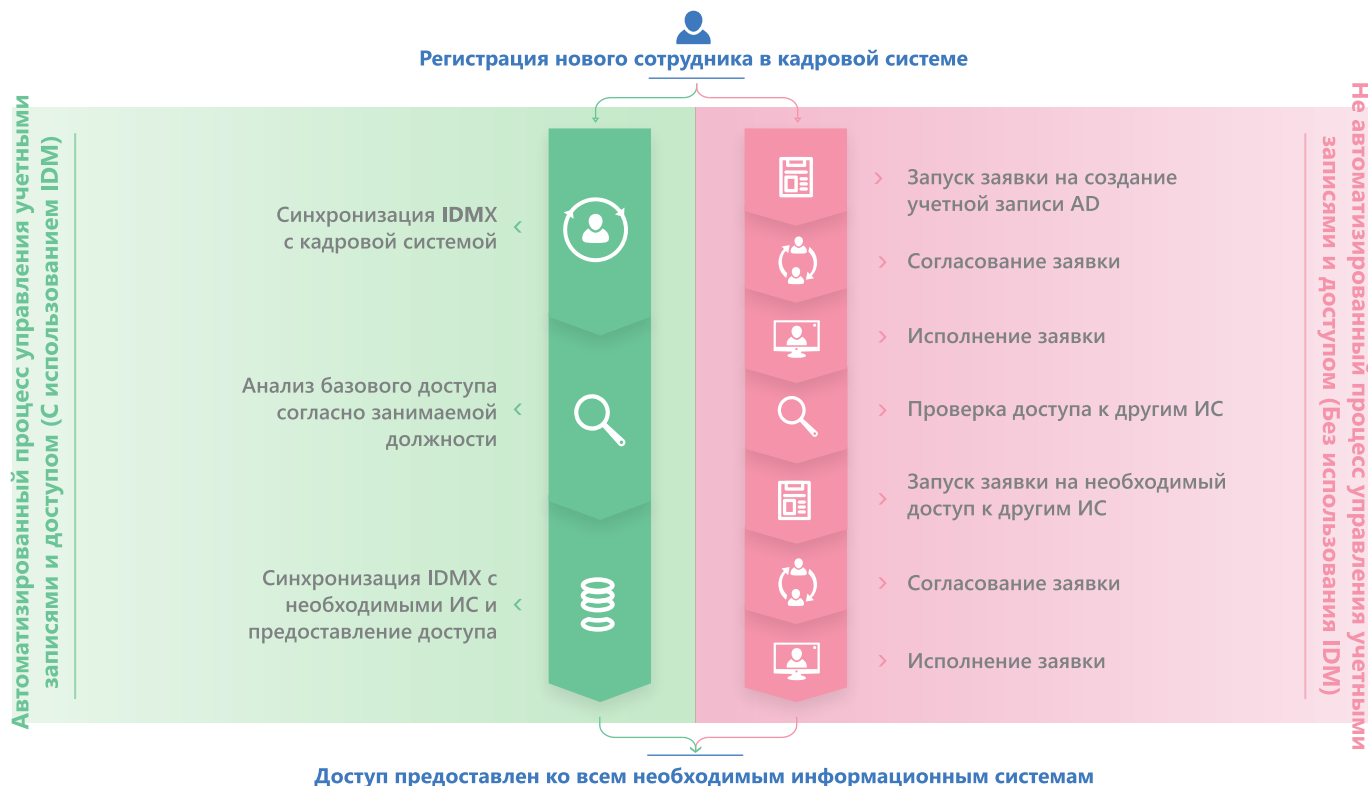 Регистрация нового сотрудника в кадровой системе
Автоматизированный процесс управления учетными
записями и доступом (С использованием IDM)
Синхронизация IDMX
с кадровой системой
Анализ базового доступа
согласно занимаемой
должности
Синхронизация IDMX с
необходимыми ИС и
предоставление доступа
Запуск заявки на создание
учетной записи AD
Согласование заявки
Исполнение заявки
Проверка доступа к другим ИС
Запуск заявки на необходимый
доступ к другим ИС
Согласование заявки
Исполнение заявки
Не автоматизированный процесс управления учетными
записями и доступом (Без использования IDM)
Доступ предоставлен ко всем необходимым информационным системам